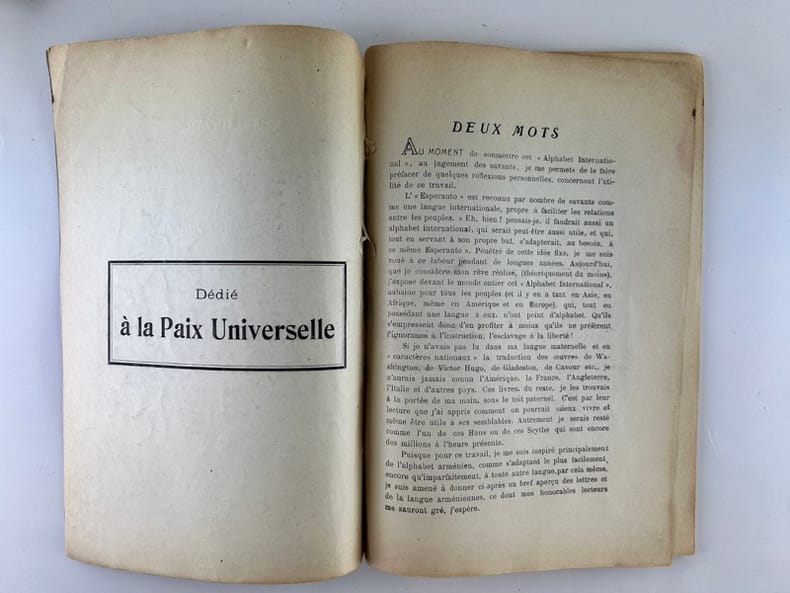 Dédié
à la Paix Universelle
DEUX MOTS
AU MOMENT de soumettre cet « Alphabet Internatio-
nal », au jugement des savants, je me permets de le faire
préfacer de quelques réflexions personnelles, concernant l'uti-
lité de ce travail.
L' « Esperanto » est reconnu par nombre de savants com-
me une langue internationale, propre à faciliter les relations
entre les peuples. « Eh, bien ! pensais-je, il faudrait aussi un
alphabet international, qui serait peut-être aussi utile, et qui,
tout en servant à son propre but, s'adapterait, au besoin, à
ce même Esperanto ». Pénétré de cette idée fixe, je me suis
voué à ce labeur pendant de longues années. Aujourd'hui,
que je considère mon rêve réalisé, (théoriquement du moins),
j'expose devant le monde entier cet « Alphabet International »,
aubaine pour tous les peuples (et il y en a tant en Asie, en
Afrique, même en Amérique et en Europe), qui, tout en
possédant une langue à eux, n'ont point d'alphabet. Qu'ils
s'empressent donc d'en profiter à moins qu'ils ne préfèrent
l'ignorance à l'instruction, l'esclavage à la liberté !
Si je n'avais pas lu dans ma langue maternelle et en
« caractères nationaux » la traduction des œuvres de Wa-
shington, de Victor Hugo, de Gladeston, de Cavour etc., je
n'aurais jamais connu l'Amérique, la France, l'Angleterre,
l'Italie et d'autres pays. Ces livres, du reste, je les trouvais
à la portée de ma main, sous le toit paternel. C'est par leur
lecture que j'ai appris comment on pourrait mieux vivre et
même être utile à ses semblables. Autrement je serais resté
comme l'un de ces Huns ou de ces Scythe qui sont encore
des millions à l'heure présente.
Puisque pour ce travail, je me suis inspiré principalement
de l'alphabet arménien, comme s'adaptant le plus facilement,
encore qu'imparfaitement, à toute autre langue, par cela même,
je suis amené à donner ci-après un bref aperçu des lettres et
de la langue arméniennes, ce dont mes honorables lecteurs
me sauront gré, j'espère.